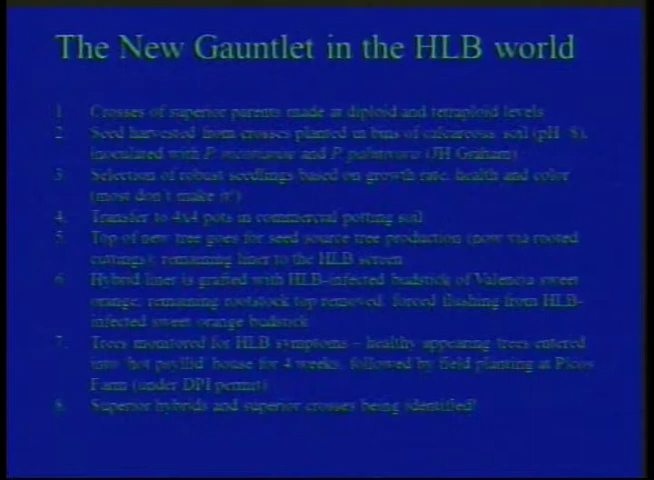 The New Gauntlet in the HLB world
1. Crosses of superior parents made at diploid and tetraploid levels
2. Seed harvested from crosses planted in bins of calcareous soil (pH 8),
inoculated with P. nicotianae and P. palmivora (JH Graham)
3. Selection of robust seedlings based on growth rate, health and color
(most don't make it!)
4. Transfer to 4x4 pots in commercial potting soil
5. Top of new tree goes for seed source tree production (now via rooted
cuttings); remaining liner to the HLB screen
6. Hybrid liner is grafted with HLB-infected budstick of Valencia sweet
orange; remaining rootstock top removed, forced flushing from HLB-
infected sweet orange budstick
7. Trees monitored for HLB symptoms – healthy appearing trees entered
into 'hot psyllid' house for 4 weeks, followed by field planting at Picos
Farm (under DPI permit)
8. Superior hybrids and superior crosses being identified!